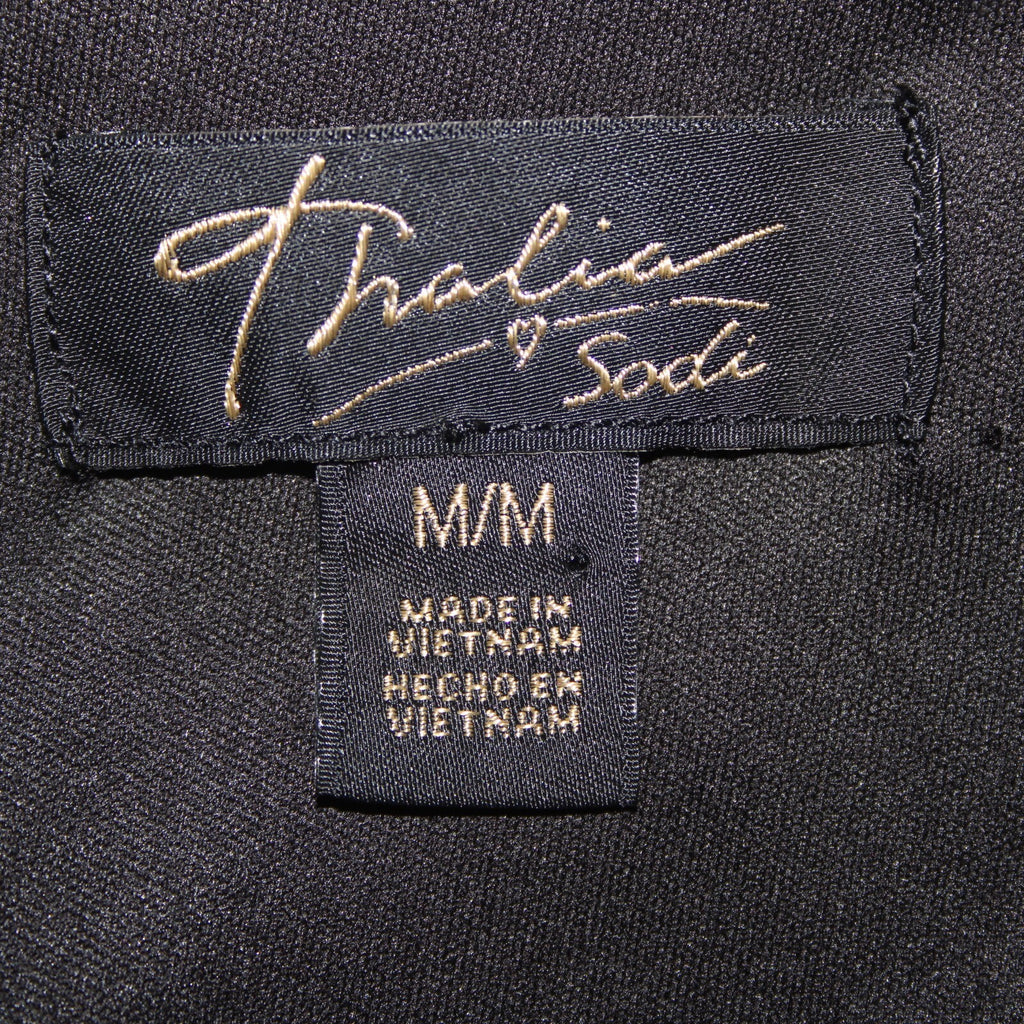 Thalia
Sodi
M/M
MADE IN
VIETNAM
HECHO EN
VIETNAM